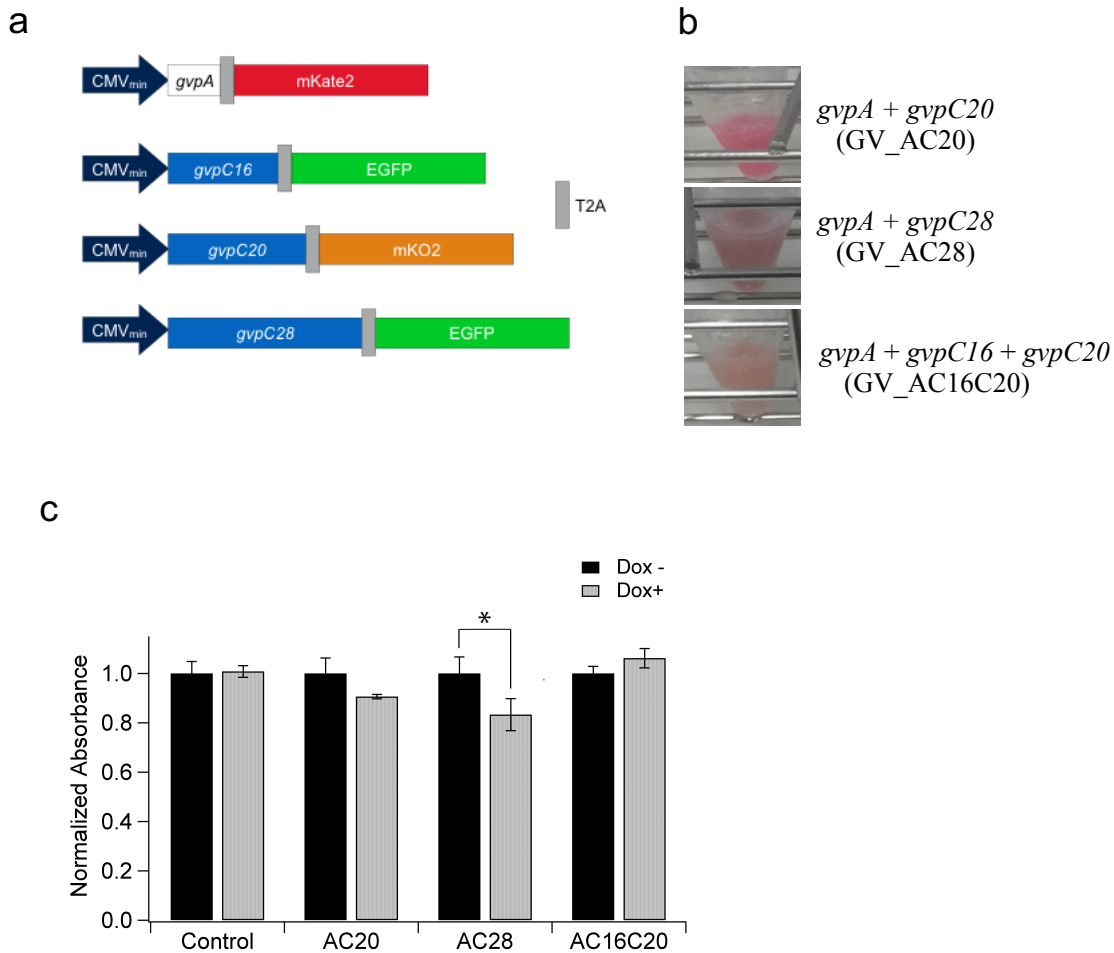 a
CMVmin gvpA mKate2
CMVmin gvpC16 EGFP
T2A
CMVmin gvpC20 mKO2
CMVmin gvpC28 EGFP
b
gvpA + gvpC20
(GV_AC20)
gvpA + gvpC28
(GV_AC28)
gvpA + gvpC16 + gvpC20
(GV_AC16C20)
c
Dox -
Dox+
*
Normalized Absorbance
1.0
0.8
0.6
0.4
0.2
0.0
Control AC20 AC28 AC16C20